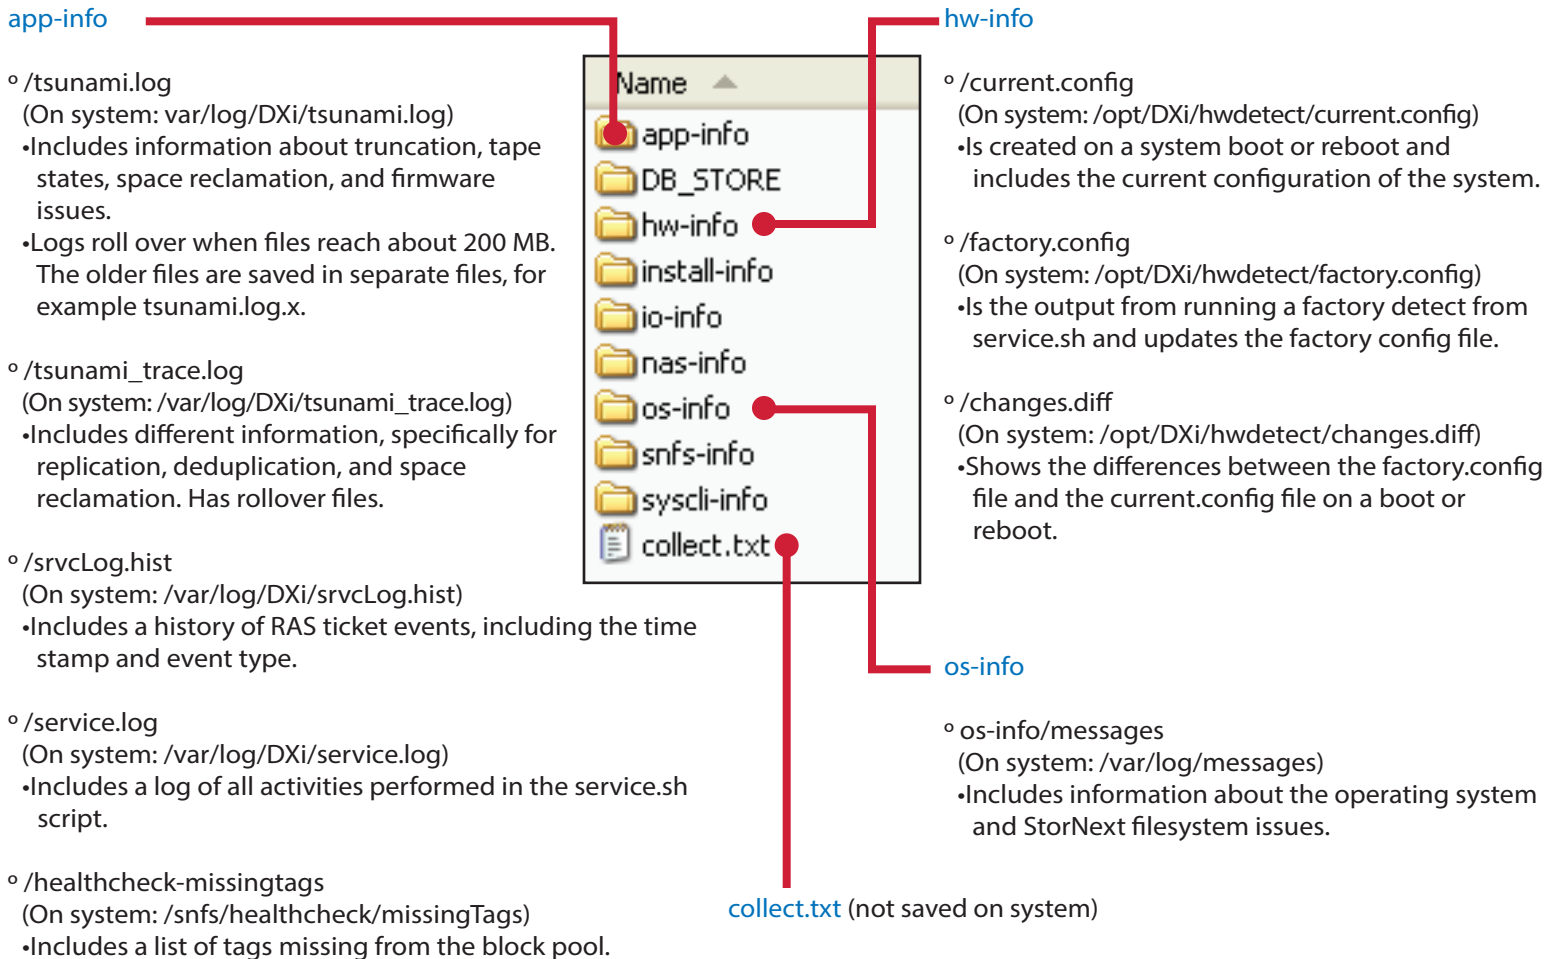 app-info
º /tsunami.log
(On system: var/log/DXi/tsunami.log)
•Includes information about truncation, tape
states, space reclamation, and firmware
issues.
•Logs roll over when files reach about 200 MB.
The older files are saved in separate files, for
example tsunami.log.x.
º /tsunami_trace.log
(On system: /var/log/DXi/tsunami_trace.log)
•Includes different information, specifically for
replication, deduplication, and space
reclamation. Has rollover files.
º /srvcLog.hist
(On system: /var/log/DXi/srvcLog.hist)
•Includes a history of RAS ticket events, including the time
stamp and event type.
º /service.log
(On system: /var/log/DXi/service.log)
•Includes a log of all activities performed in the service.sh
script.
º /healthcheck-missingtags
(On system: /snfs/healthcheck/missingTags)
•Includes a list of tags missing from the block pool.
Name
app-info
DB_STORE
hw-info
install-info
io-info
nas-info
os-info
snfs-info
syscli-info
collect.txt
hw-info
º /current.config
(On system: /opt/DXi/hwdetect/current.config)
•Is created on a system boot or reboot and
includes the current configuration of the system.
º /factory.config
(On system: /opt/DXi/hwdetect/factory.config)
•Is the output from running a factory detect from
service.sh and updates the factory config file.
º /changes.diff
(On system: /opt/DXi/hwdetect/changes.diff)
•Shows the differences between the factory.config
file and the current.config file on a boot or
reboot.
os-info
º os-info/messages
(On system: /var/log/messages)
•Includes information about the operating system
and StorNext filesystem issues.
collect.txt (not saved on system)